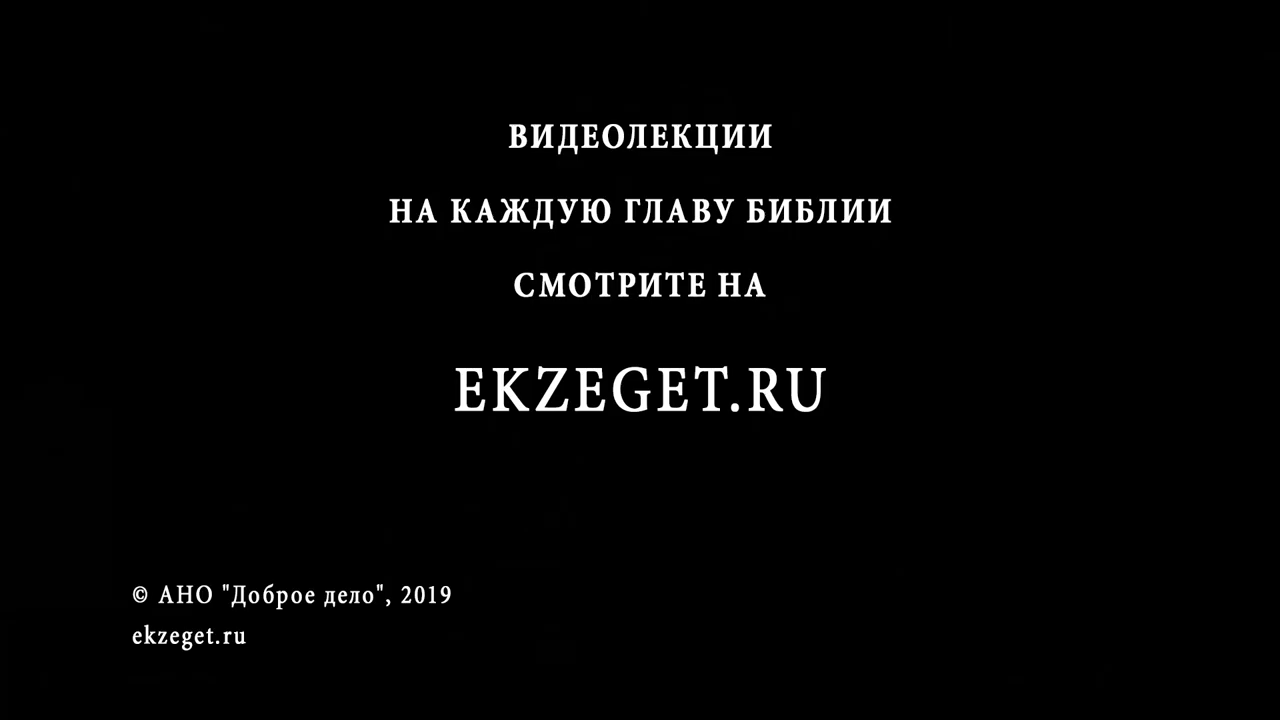 ВИДЕОЛЕКЦИИ
НА КАЖДУЮ ГЛАВУ БИБЛИИ
СМОТРИТЕ НА
EKZEGET.RU
© АНО "Доброе дело", 2019
ekzeget.ru